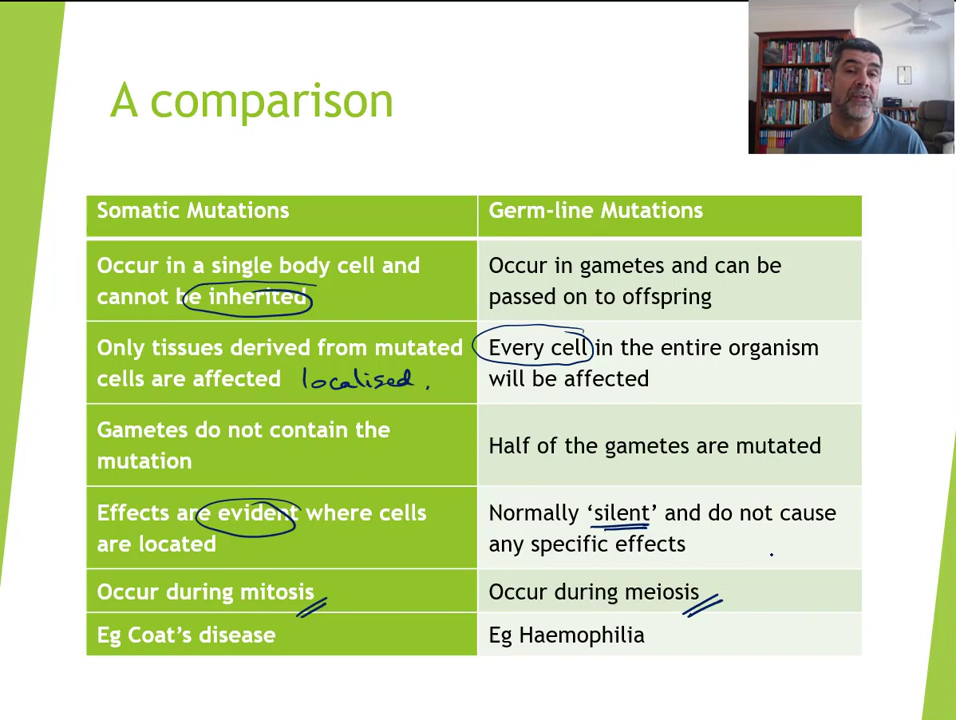 A comparison
Somatic Mutations
Germ-line Mutations
Occur in a single body cell and
cannot be inherited
Occur in gametes and can be
passed on to offspring
Only tissues derived from mutated
cells are affected localised.
Every cell in the entire organism
will be affected
Gametes do not contain the
mutation
Half of the gametes are mutated
Effects are evident where cells
are located
Normally ‘silent’ and do not cause
any specific effects
Occur during mitosis
Occur during meiosis
Eg Coat’s disease
Eg Haemophilia